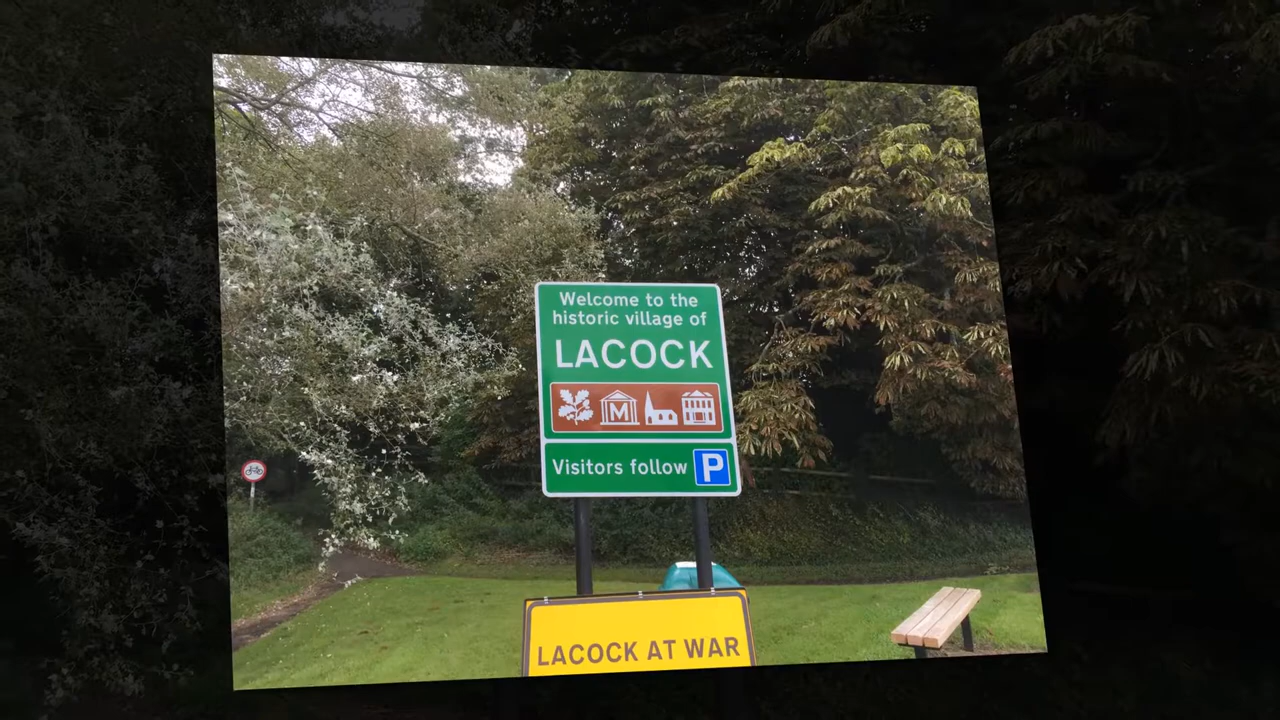 Welcome to the
historic village of
LACOCK
M
Visitors follow P
LACOCK AT WAR